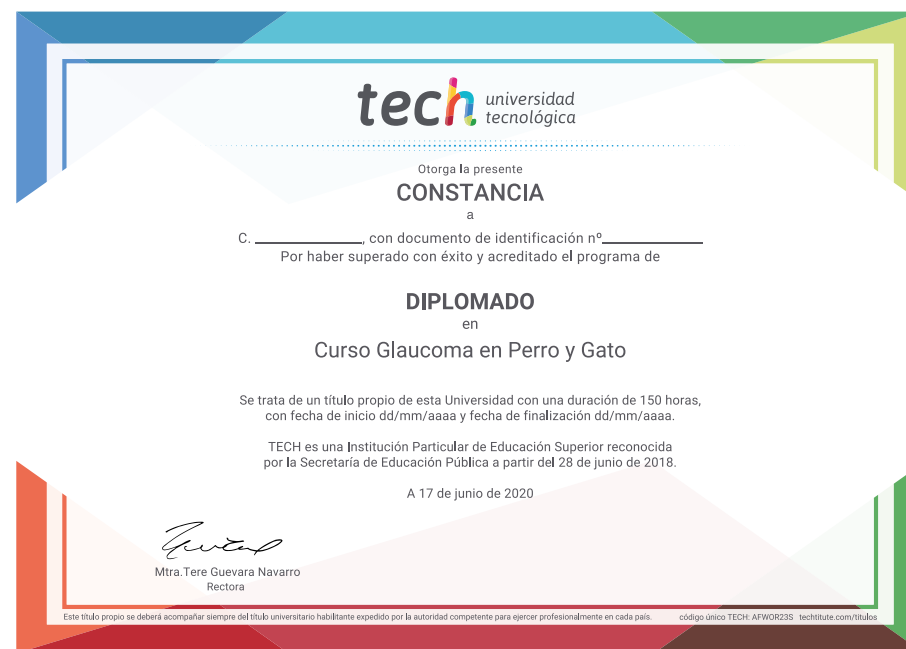 tech universidad
tecnológica
Otorga la presente
CONSTANCIA
a
C. ______________, con documento de identificación nº_____________
Por haber superado con éxito y acreditado el programa de
DIPLOMADO
en
Curso Glaucoma en Perro y Gato
Se trata de un título propio de esta Universidad con una duración de 150 horas,
con fecha de inicio dd/mm/aaaa y fecha de finalización dd/mm/aaaa.
TECH es una Institución Particular de Educación Superior reconocida
por la Secretaría de Educación Pública a partir del 28 de junio de 2018.
A 17 de junio de 2020
Mtra.Tere Guevara Navarro
Rectora
Este título propio se deberá acompañar siempre del título universitario habilitante expedido por la autoridad competente para ejercer profesionalmente en cada país. código único TECH: AFWOR23S techtitute.com/titulos